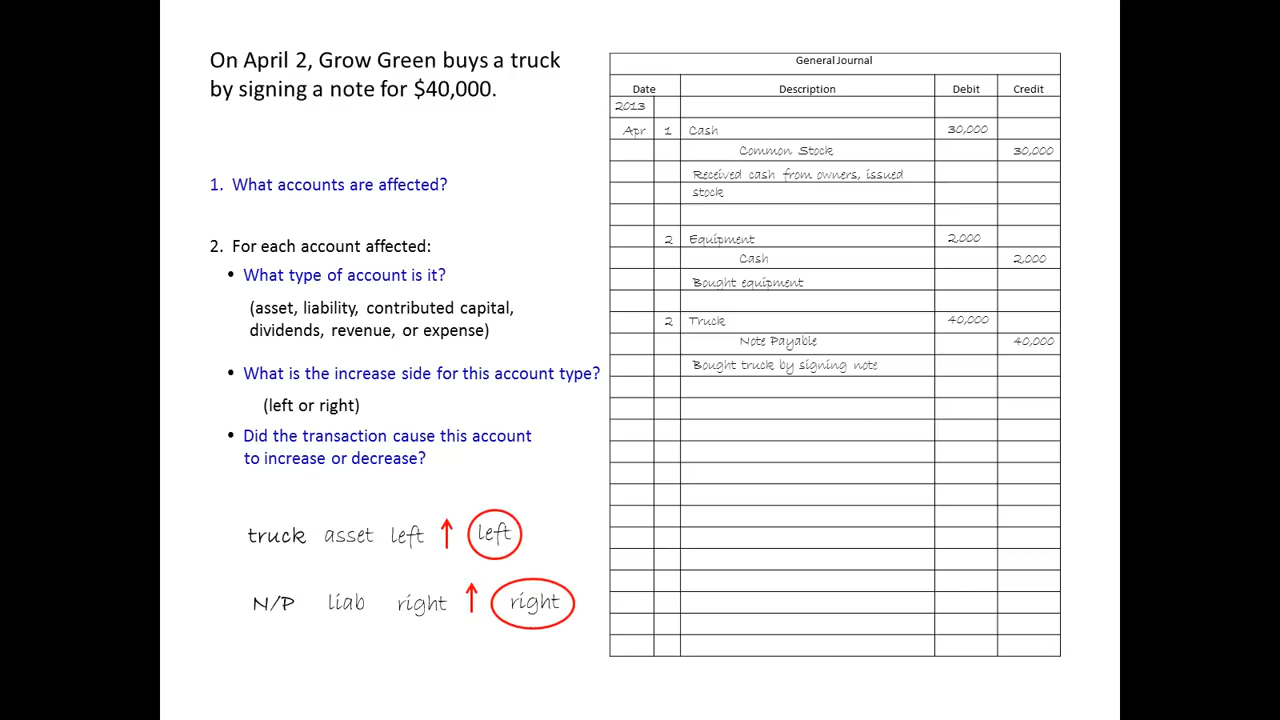 On April 2, Grow Green buys a truck
by signing a note for $40,000.
1. What accounts are affected?
2. For each account affected:
• What type of account is it?
(asset, liability, contributed capital,
dividends, revenue, or expense)
• What is the increase side for this account type?
(left or right)
• Did the transaction cause this account
to increase or decrease?
truck asset left ↑ left
N/P liab right ↑ right
General Journal
Date Description Debit Credit
2013
Apr 1 Cash 30,000
Common Stock 30,000
Received cash from owners, issued
stock
2 Equipment 2,000
Cash 2,000
Bought equipment
2 Truck 40,000
Note Payable 40,000
Bought truck by signing note